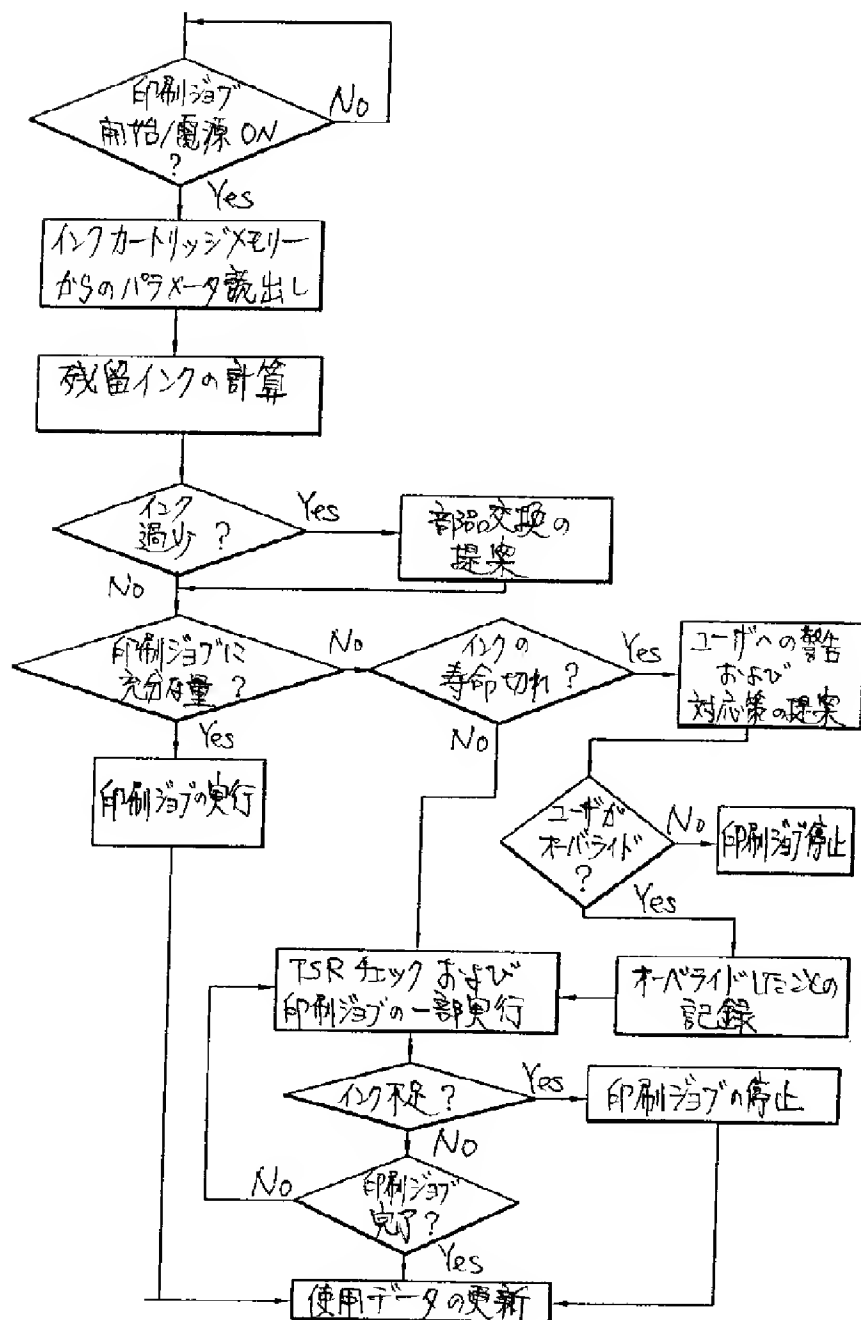 印刷ジョブ
開始/電源 ON
?
No
Yes
インクカートリッジメモリー
からのパラメータ読出し
残留インクの計算
インク
過少?
Yes
部品交換の
提案
No
印刷ジョブに
充分な量?
No
インクの
寿命切れ?
Yes
ユーザへの警告
および
対応策の提案
Yes
No
印刷ジョブの実行
ユーザが
オーバライド
?
No
印刷ジョブ停止
Yes
TSRチェックおよび
印刷ジョブの一部実行
オーバライドしたことの
記録
インク不足?
Yes
印刷ジョブの停止
No
印刷ジョブ
完了?
No
Yes
使用データの更新